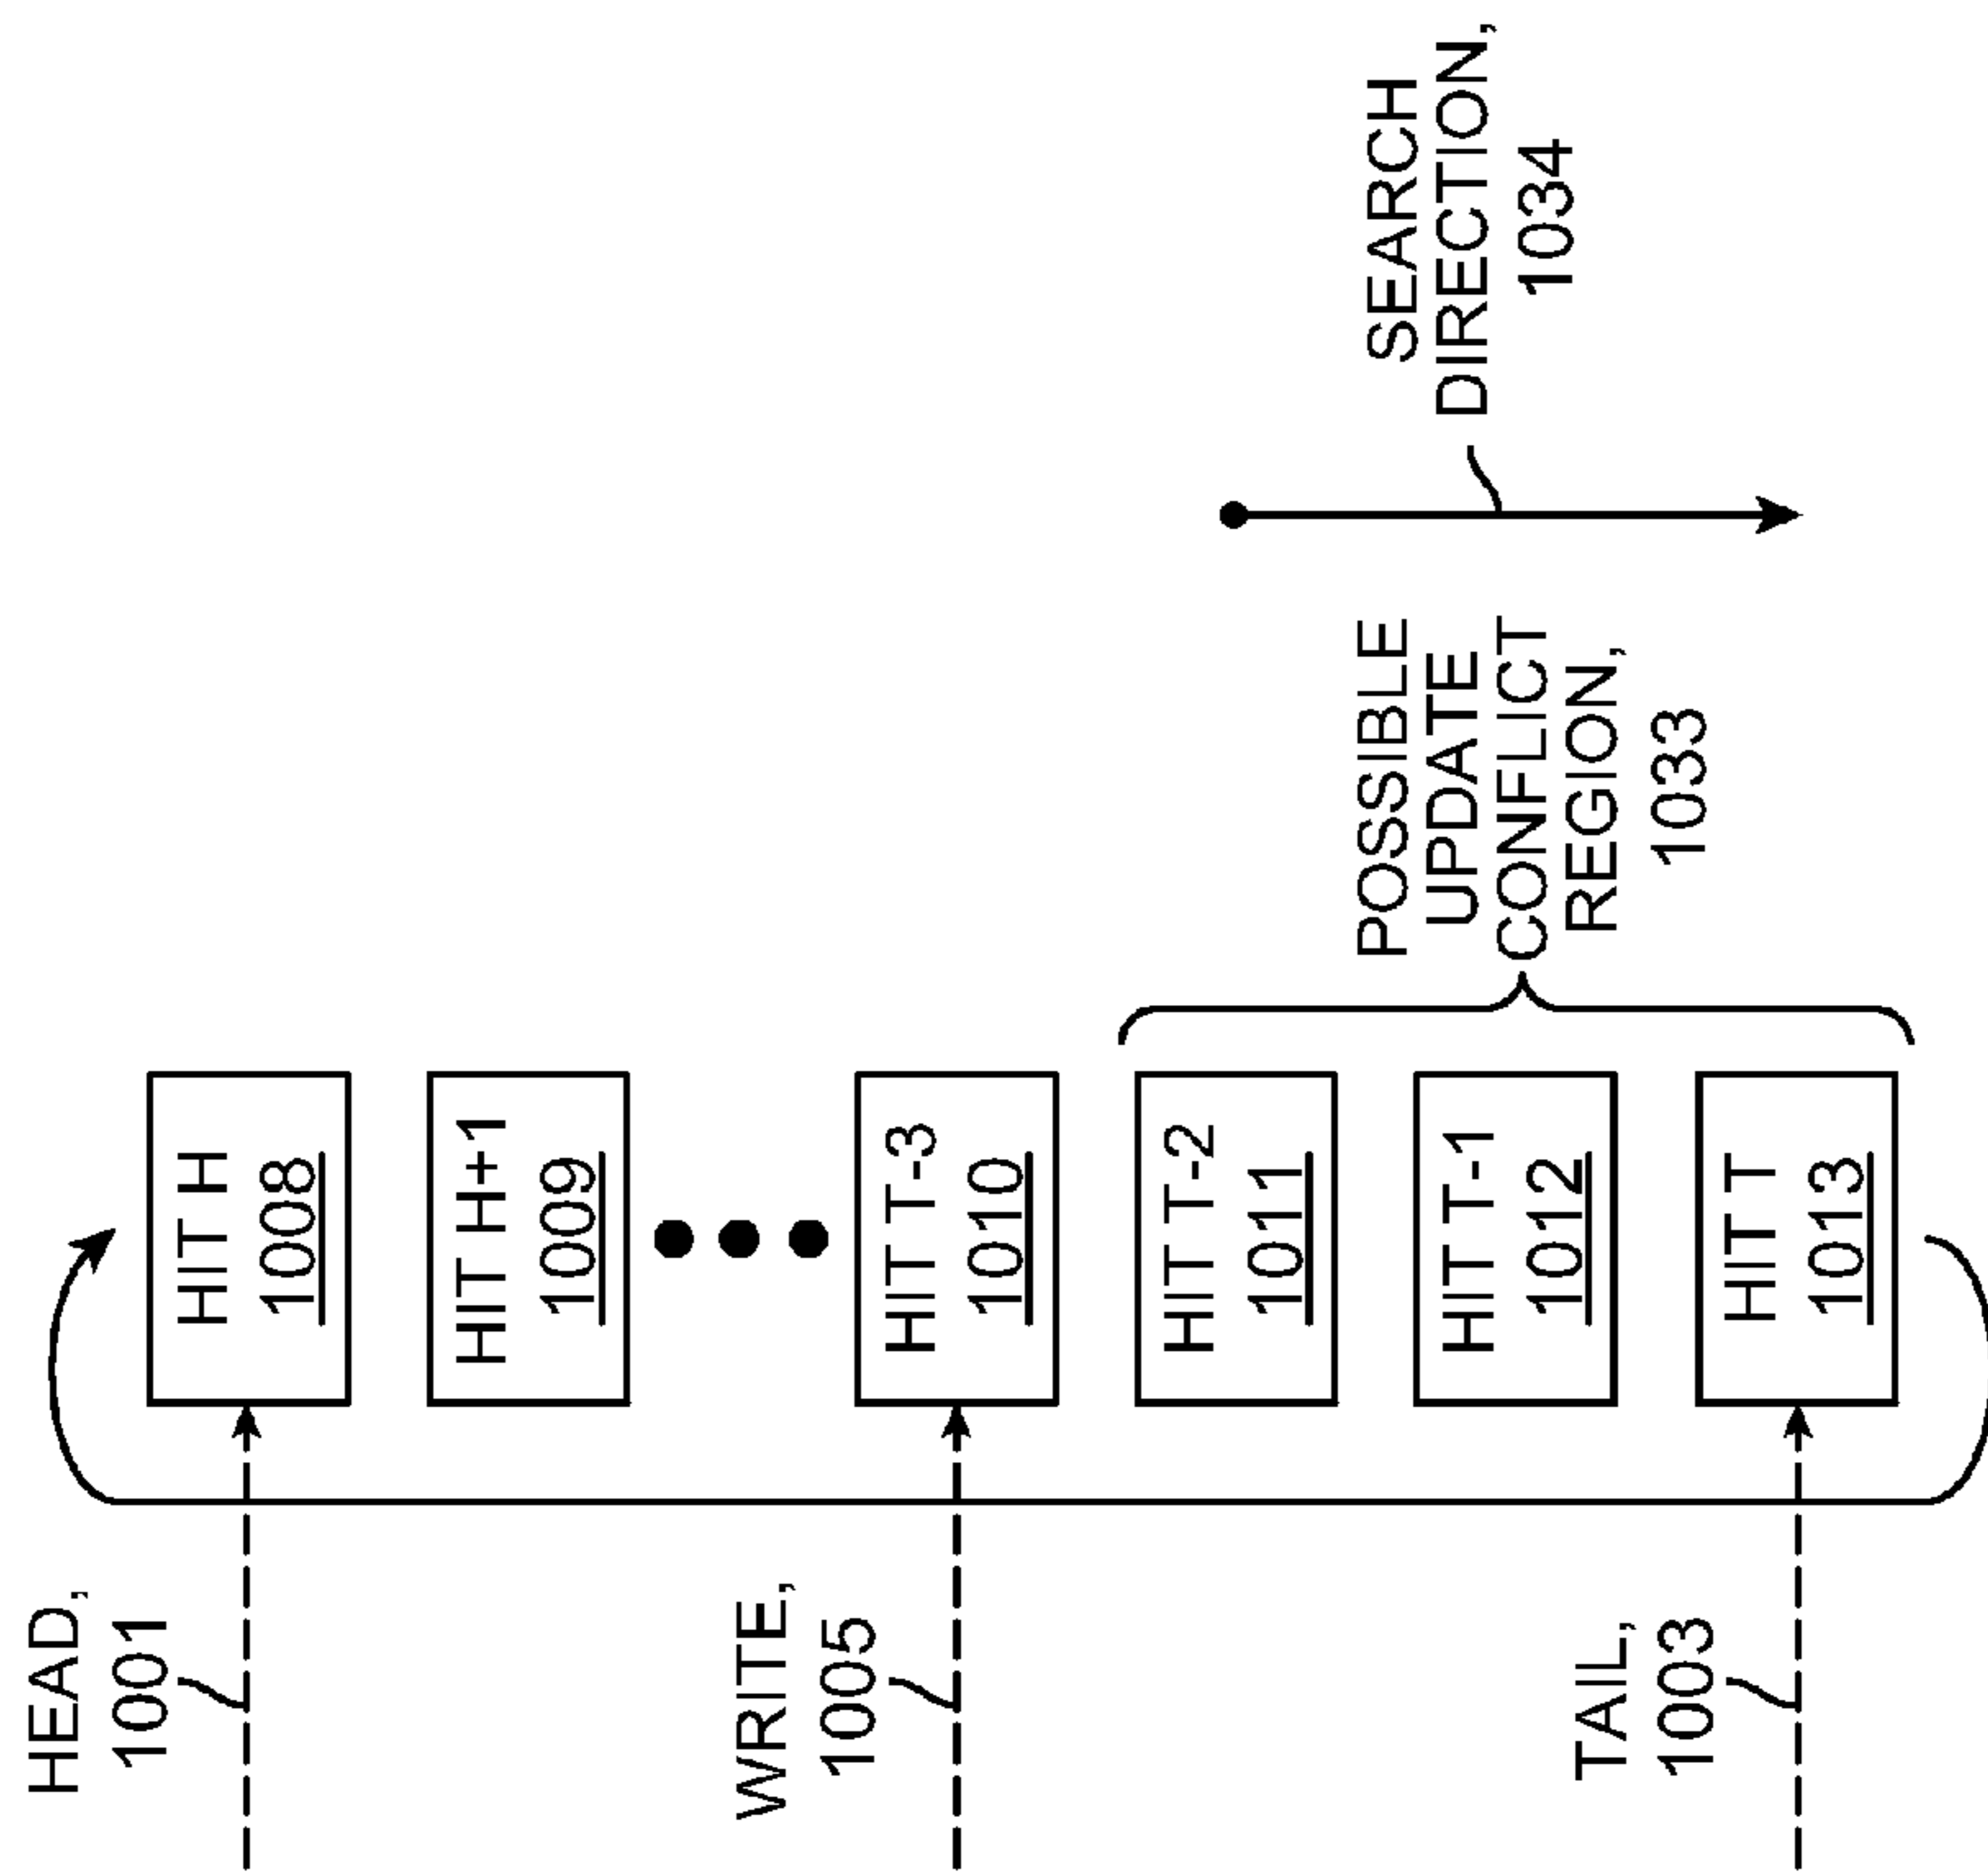 HEAD,
1001
WRITE,
1005
TAIL,
1003
HIT H
1008
HIT H+1
1009
HIT T-3
1010
HIT T-2
1011
HIT T-1
1012
HIT T
1013
POSSIBLE
UPDATE
CONFLICT
REGION,
1033
SEARCH
DIRECTION,
1034